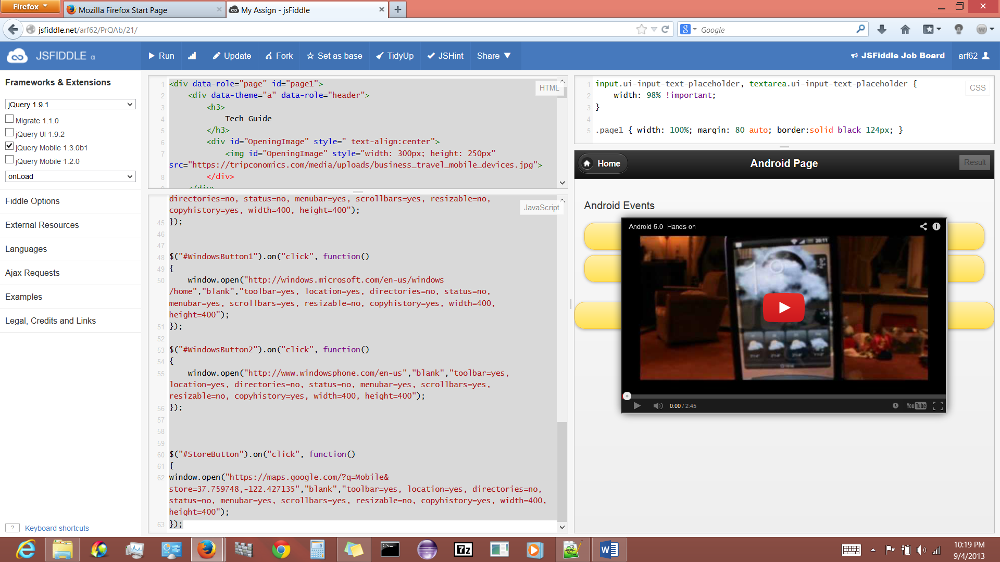 Firefox
Mozilla Firefox Start Page
My Assign - jsFiddle
jsfiddle.net/arf62/PrQAb/21/
Google
JSFIDDLE α
Run
Update
Fork
Set as base
TidyUp
JSHint
Share
JSFiddle Job Board
arf62
Frameworks & Extensions
jQuery 1.9.1
Migrate 1.1.0
jQuery UI 1.9.2
jQuery Mobile 1.3.0b1
jQuery Mobile 1.2.0
onLoad
Fiddle Options
External Resources
Languages
Ajax Requests
Examples
Legal, Credits and Links
? Keyboard shortcuts
HTML
1 <div data-role="page" id="page1">
2 <div data-theme="a" data-role="header">
3 <h3>
4 Tech Guide
5 </h3>
6 <div id="OpeningImage" style=" text-align:center">
7 <img id="OpeningImage" style="width: 300px; height: 250px"
src="https://tripconomics.com/media/uploads/business_travel_mobile_devices.jpg">
8 </div>
</div>
JavaScript
directories=no, status=no, menubar=yes, scrollbars=yes, resizable=no,
copyhistory=yes, width=400, height=400");
45 });
46
47
48 $("#WindowsButton1").on("click", function()
49 {
50 window.open("http://windows.microsoft.com/en-us/windows
/home","blank","toolbar=yes, location=yes, directories=no, status=no,
menubar=yes, scrollbars=yes, resizable=no, copyhistory=yes, width=400,
height=400");
51 });
52
53 $("#WindowsButton2").on("click", function()
54 {
55 window.open("http://www.windowsphone.com/en-us","blank","toolbar=yes,
location=yes, directories=no, status=no, menubar=yes, scrollbars=yes,
resizable=no, copyhistory=yes, width=400, height=400");
56 });
57
58
59
60 $("#StoreButton").on("click", function()
61 {
62 window.open("https://maps.google.com/?q=Mobile&
store=37.759748,-122.427135","blank","toolbar=yes, location=yes, directories=no,
status=no, menubar=yes, scrollbars=yes, resizable=no, copyhistory=yes, width=400,
height=400");
63 });
CSS
1 input.ui-input-text-placeholder, textarea.ui-input-text-placeholder {
2 width: 98% !important;
3 }
4
5 .page1 { width: 100%; margin: 80 auto; border:solid black 124px; }
Home
Android Page
Result
Android Events
Android 5.0 Hands on
20:11
0:00 / 2:45
YouTube
7z
10:19 PM
9/4/2013